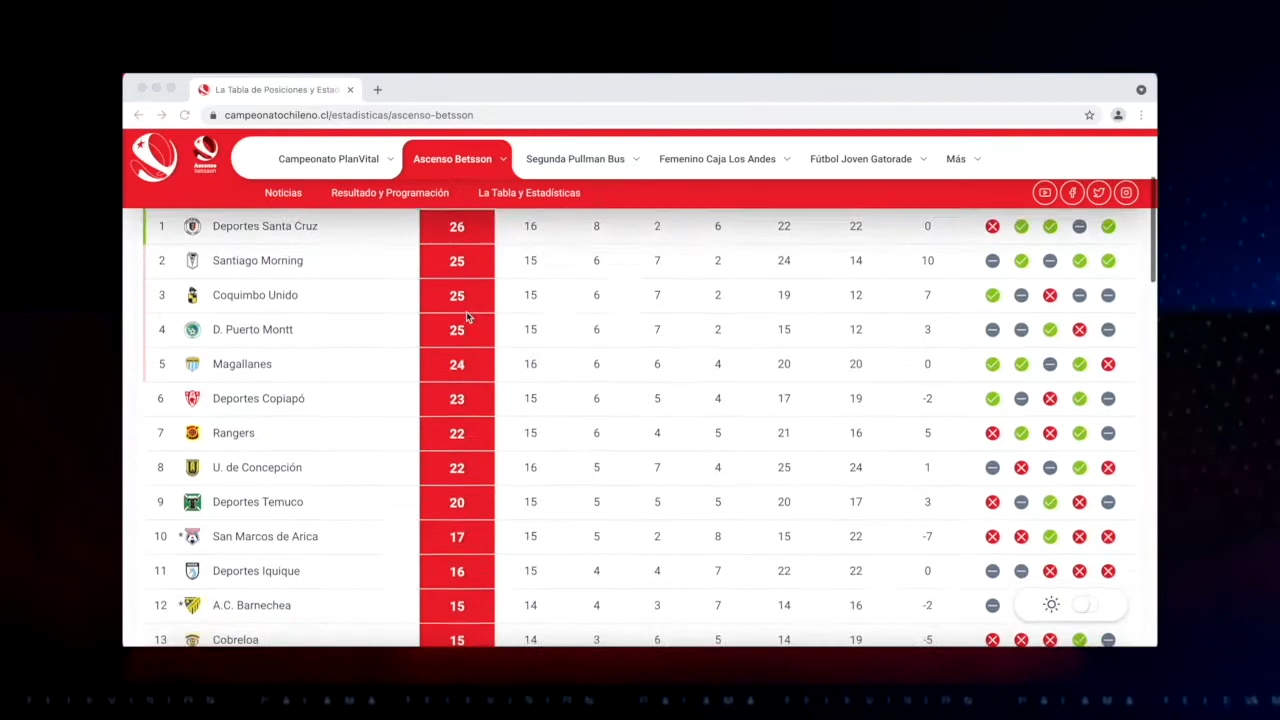 La Tabla de Posiciones y Estad
campeonatochileno.cl/estadisticas/ascenso-betsson
Ascenso betsson
Campeonato PlanVital Ascenso Betsson Segunda Pullman Bus Femenino Caja Los Andes Fútbol Joven Gatorade Más
Noticias Resultado y Programación La Tabla y Estadísticas
1 Deportes Santa Cruz 26 16 8 2 6 22 22 0
2 Santiago Morning 25 15 6 7 2 24 14 10
3 Coquimbo Unido 25 15 6 7 2 19 12 7
4 D. Puerto Montt 25 15 6 7 2 15 12 3
5 Magallanes 24 16 6 6 4 20 20 0
6 Deportes Copiapó 23 15 6 5 4 17 19 -2
7 Rangers 22 15 6 4 5 21 16 5
8 U. de Concepción 22 16 5 7 4 25 24 1
9 Deportes Temuco 20 15 5 5 5 20 17 3
10 * San Marcos de Arica 17 15 5 2 8 15 22 -7
11 Deportes Iquique 16 15 4 4 7 22 22 0
12 * A.C. Barnechea 15 14 4 3 7 14 16 -2
13 Cobreloa 15 14 3 6 5 14 19 -5